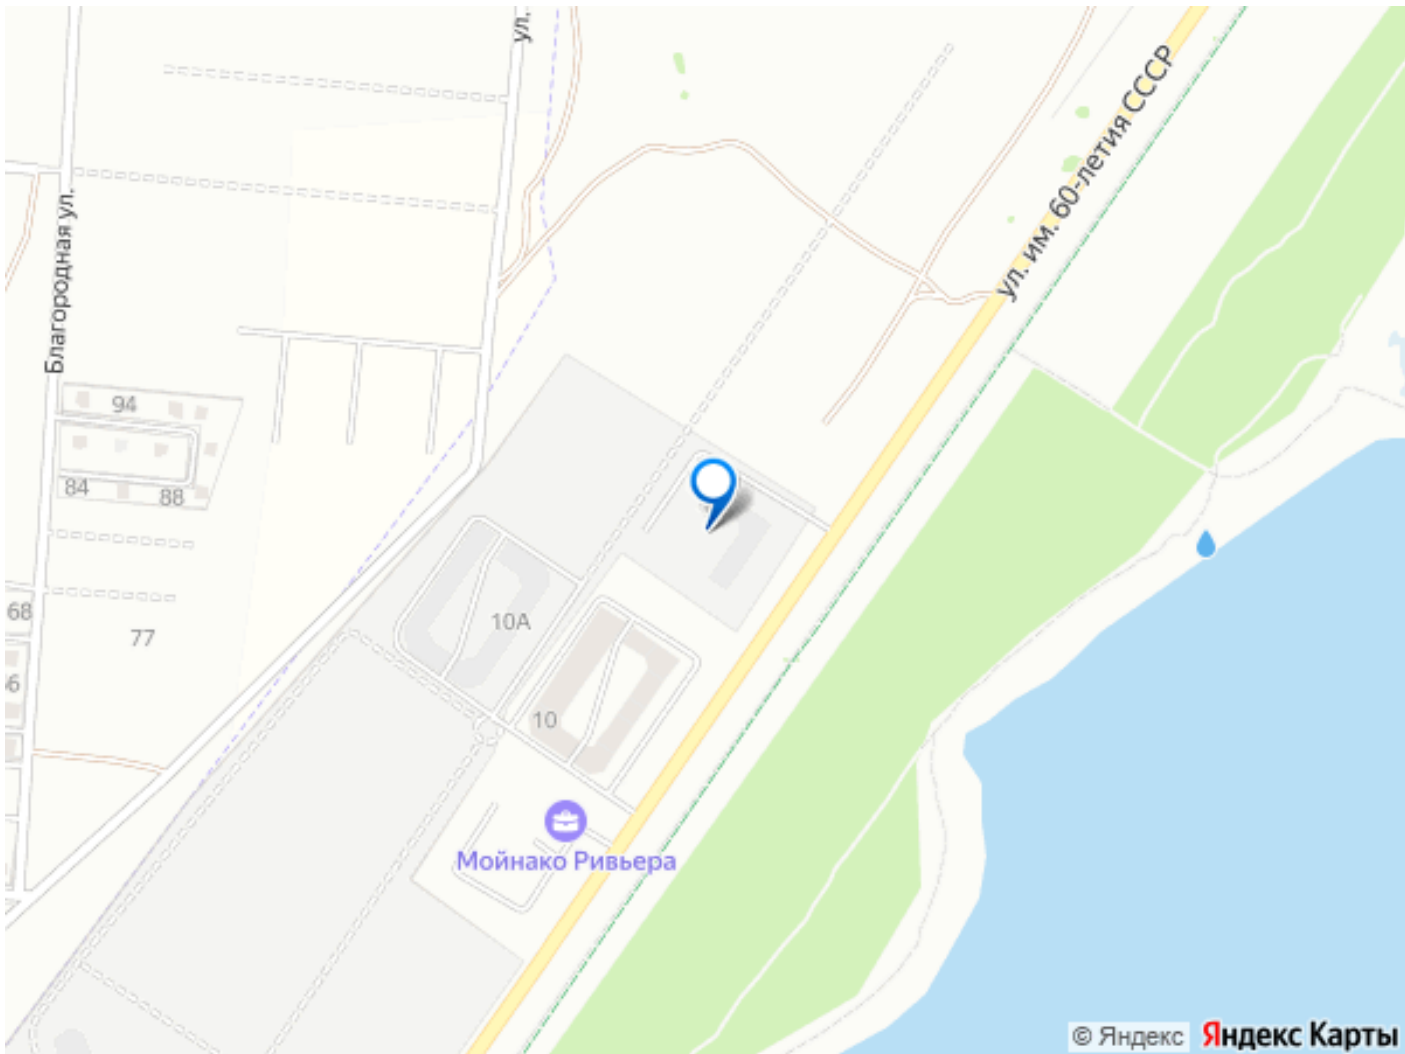 ул.
ул. им. 60-летия СССР
Благородная ул.
94
84
88
68
77
10А
10
Мойнако Ривьера
© Яндекс
Яндекс Карты